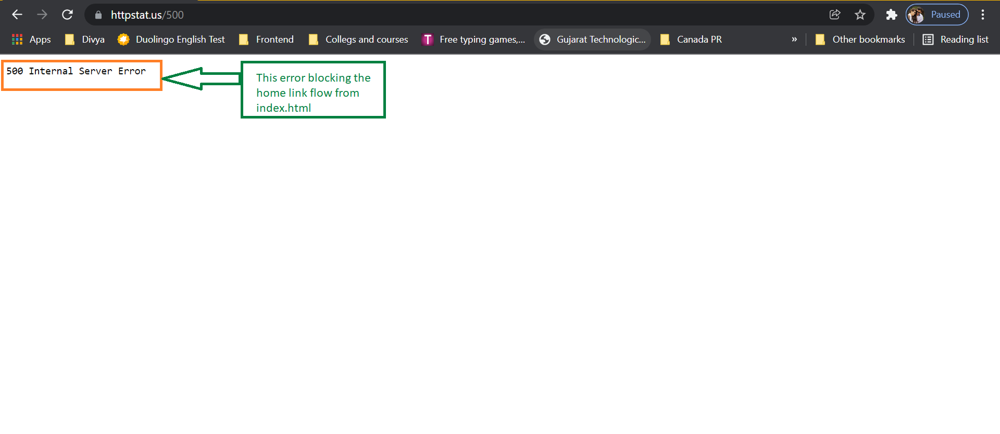 httpstat.us/500
Paused
Apps
Divya
Duolingo English Test
Frontend
Collegs and courses
T
Free typing games,...
Gujarat Technologic...
Canada PR
»
Other bookmarks
Reading list
500 Internal Server Error
This error blocking the
home link flow from
index.html